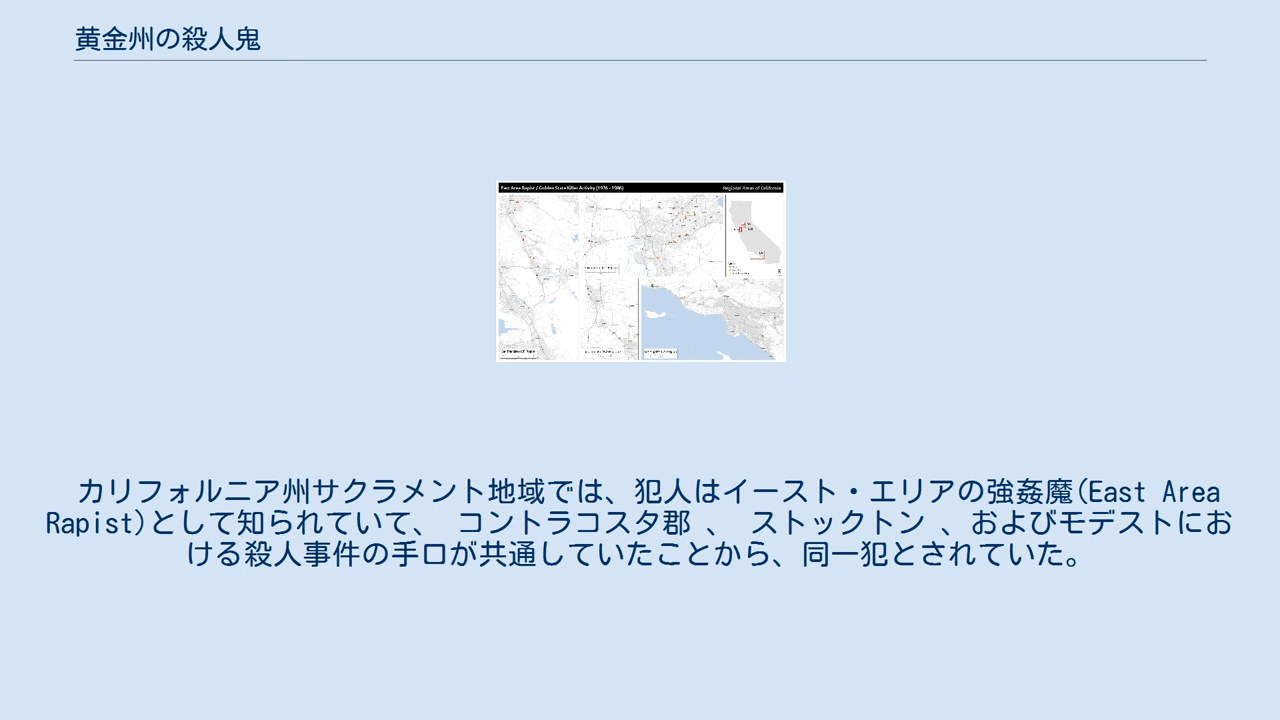 黄金州の殺人鬼
East Area Rapist / Golden State Killer Activity (1976 - 1986)
Regional Areas of California
カリフォルニア州サクラメント地域では、犯人はイースト・エリアの強姦魔(East Area
Rapist)として知られていて、 コントラコスタ郡 、 ストックトン 、およびモデストにお
ける殺人事件の手口が共通していたことから、同一犯とされていた。